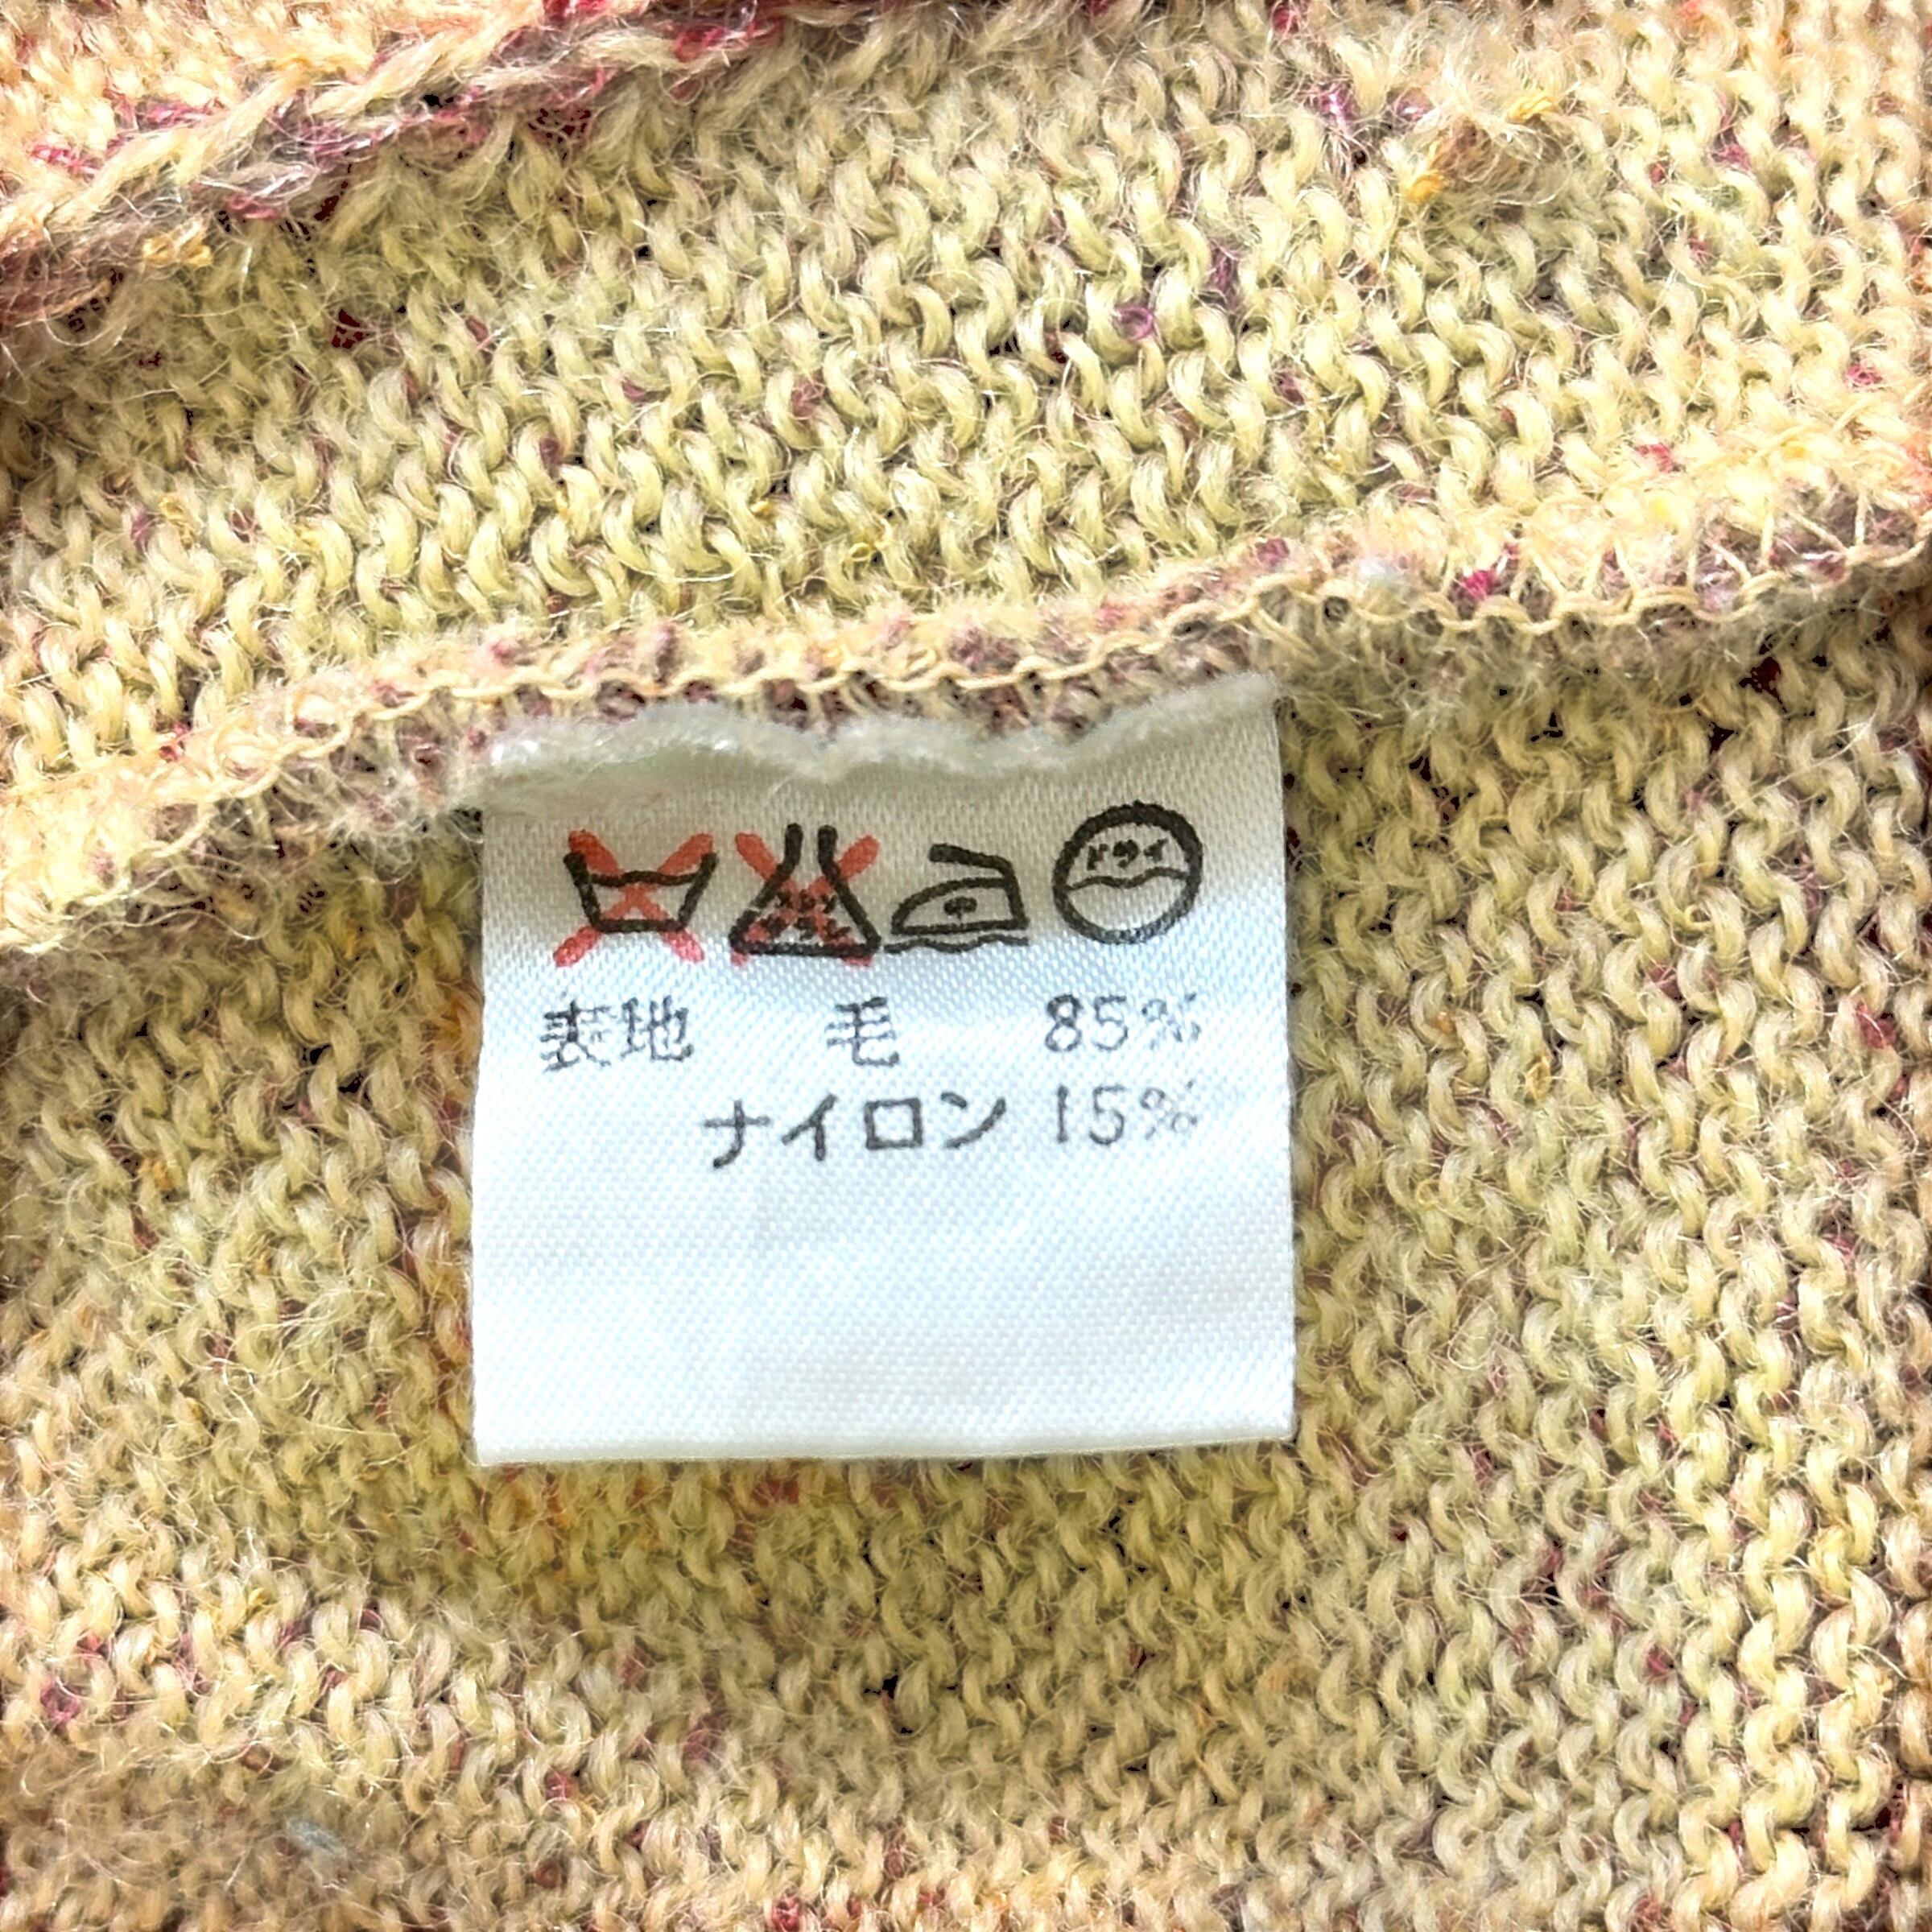 ドライ
表地 毛 85%
ナイロン 15%